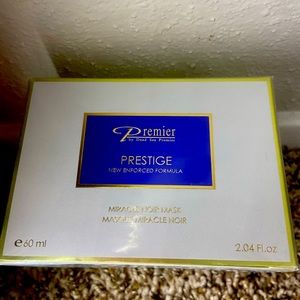 Premier
by Dead Sea Premier
PRESTIGE
NEW ENFORCED FORMULA
MIRACLE NOIR MASK
MASQUE MIRACLE NOIR
e 60 ml
2.04 Fl.oz